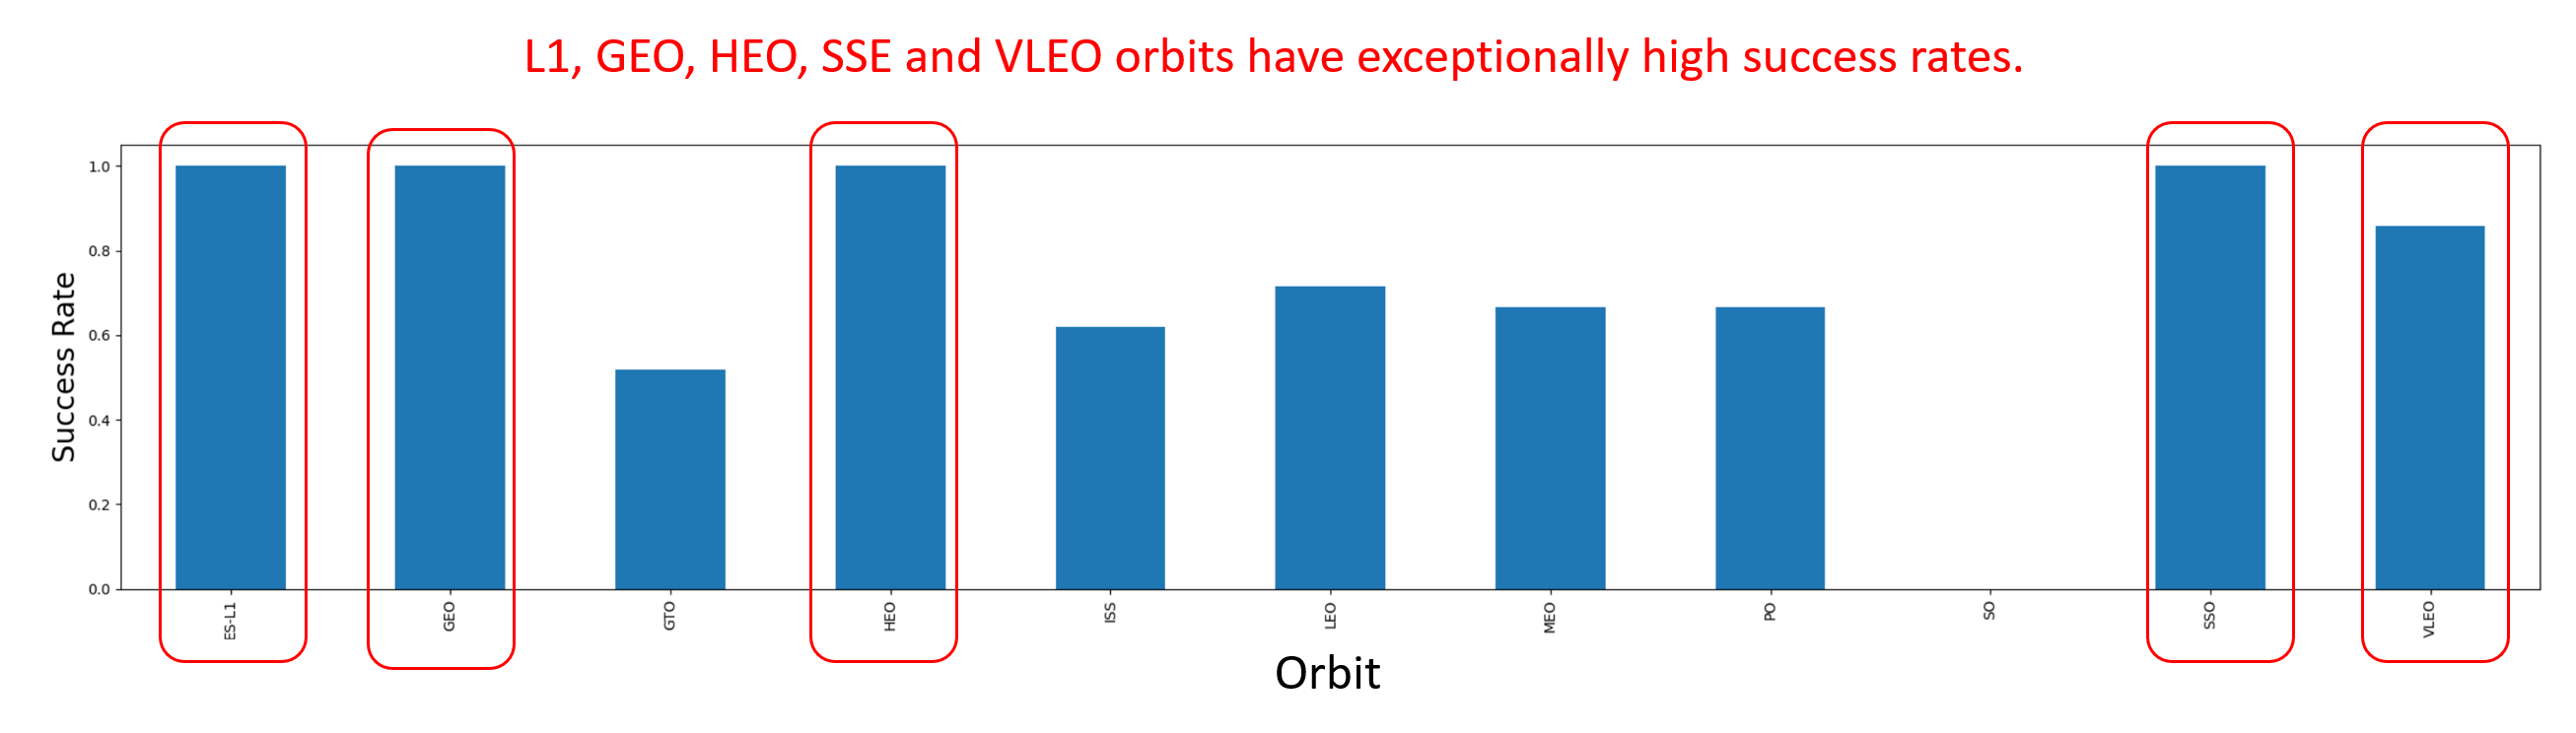 L1, GEO, HEO, SSE and VLEO orbits have exceptionally high success rates.
1.0
0.8
0.6
0.4
0.2
0.0
Success Rate
ES-L1
GEO
GTO
HEO
ISS
LEO
MEO
PO
SO
SSO
VLEO
Orbit